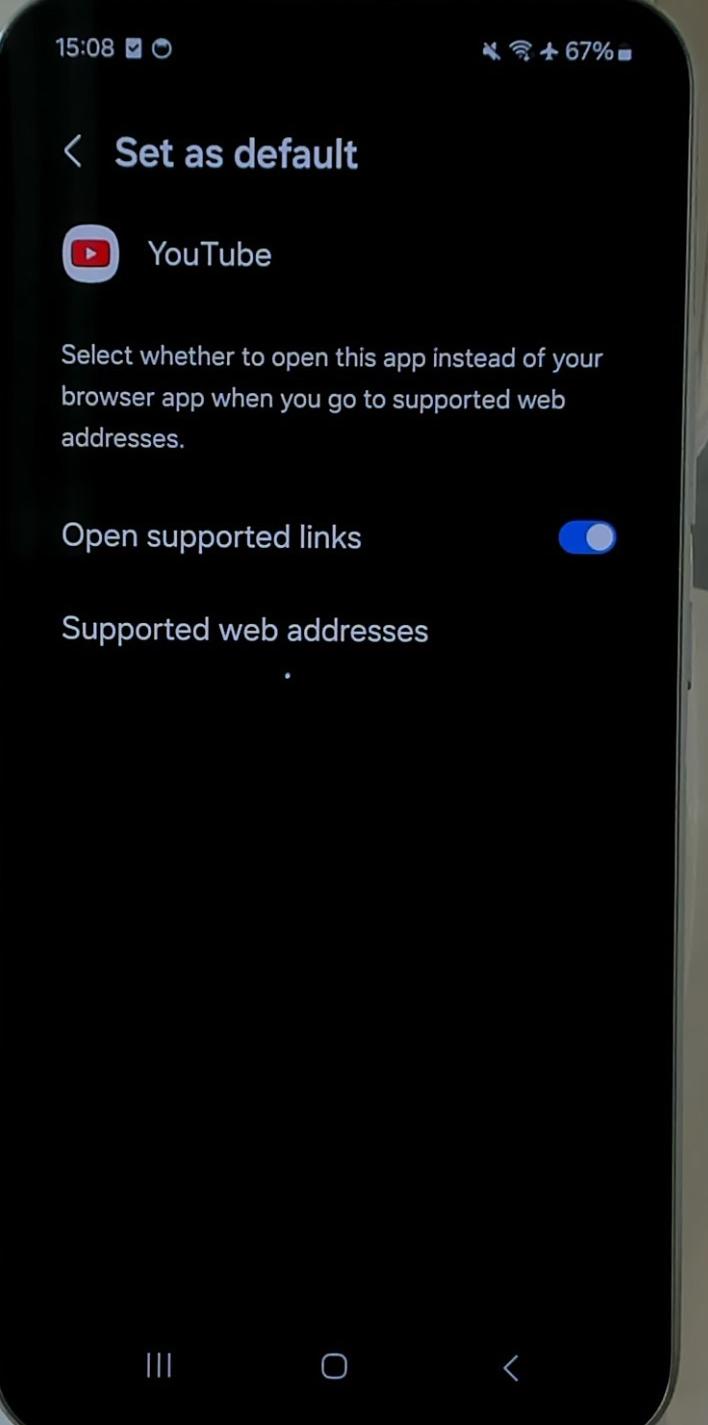 15:08 67%
Set as default
YouTube
Select whether to open this app instead of your
browser app when you go to supported web
addresses.
Open supported links
Supported web addresses